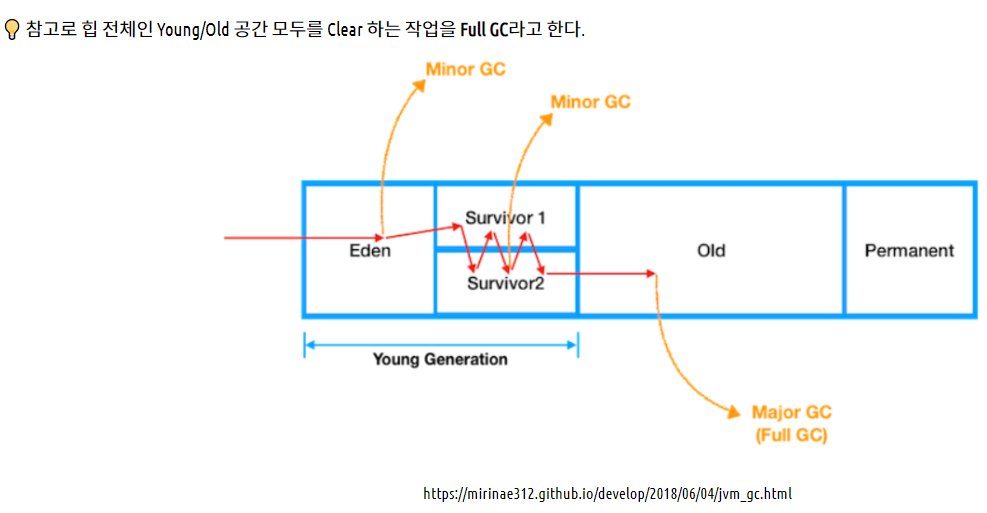 참고로 힙 전체인 Young/Old 공간 모두를 Clear 하는 작업을 Full GC라고 한다.
Minor GC
Minor GC
Survivor 1
Eden
Old
Permanent
Survivor2
Young Generation
Major GC
(Full GC)
https://mirinae312.github.io/develop/2018/06/04/jvm_gc.html